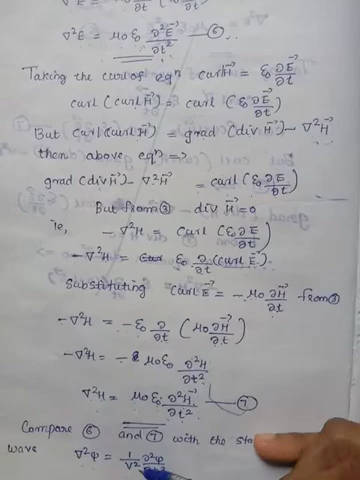 ∇²E = μ₀ε₀ ∂²E⃗/∂t² — ⑥
Taking the curl of eqⁿ curl H⃗ = ε₀ ∂E⃗/∂t
curl (curl H⃗) = curl (ε₀ ∂E⃗/∂t)
But curl (curl H⃗) = grad (div H⃗) - ∇²H⃗
then above eqⁿ =>
grad (div H⃗) - ∇²H⃗ = curl (ε₀ ∂E/∂t)
But from ③ div H⃗ = 0
ie, -∇²H = curl (ε₀ ∂E/∂t)
-∇²H = ε₀ ∂/∂t (curl E⃗)
Substituting curl E⃗ = -μ₀ ∂H⃗/∂t from
-∇²H = -ε₀ ∂/∂t (μ₀ ∂H⃗/∂t)
-∇²H = -μ₀ε₀ ∂²H/∂t²
∇²H = μ₀ε₀ ∂²H⃗/∂t² — ⑦
Compare ⑥ and ⑦ with the
wave ∇²φ = 1/V² ∂²φ